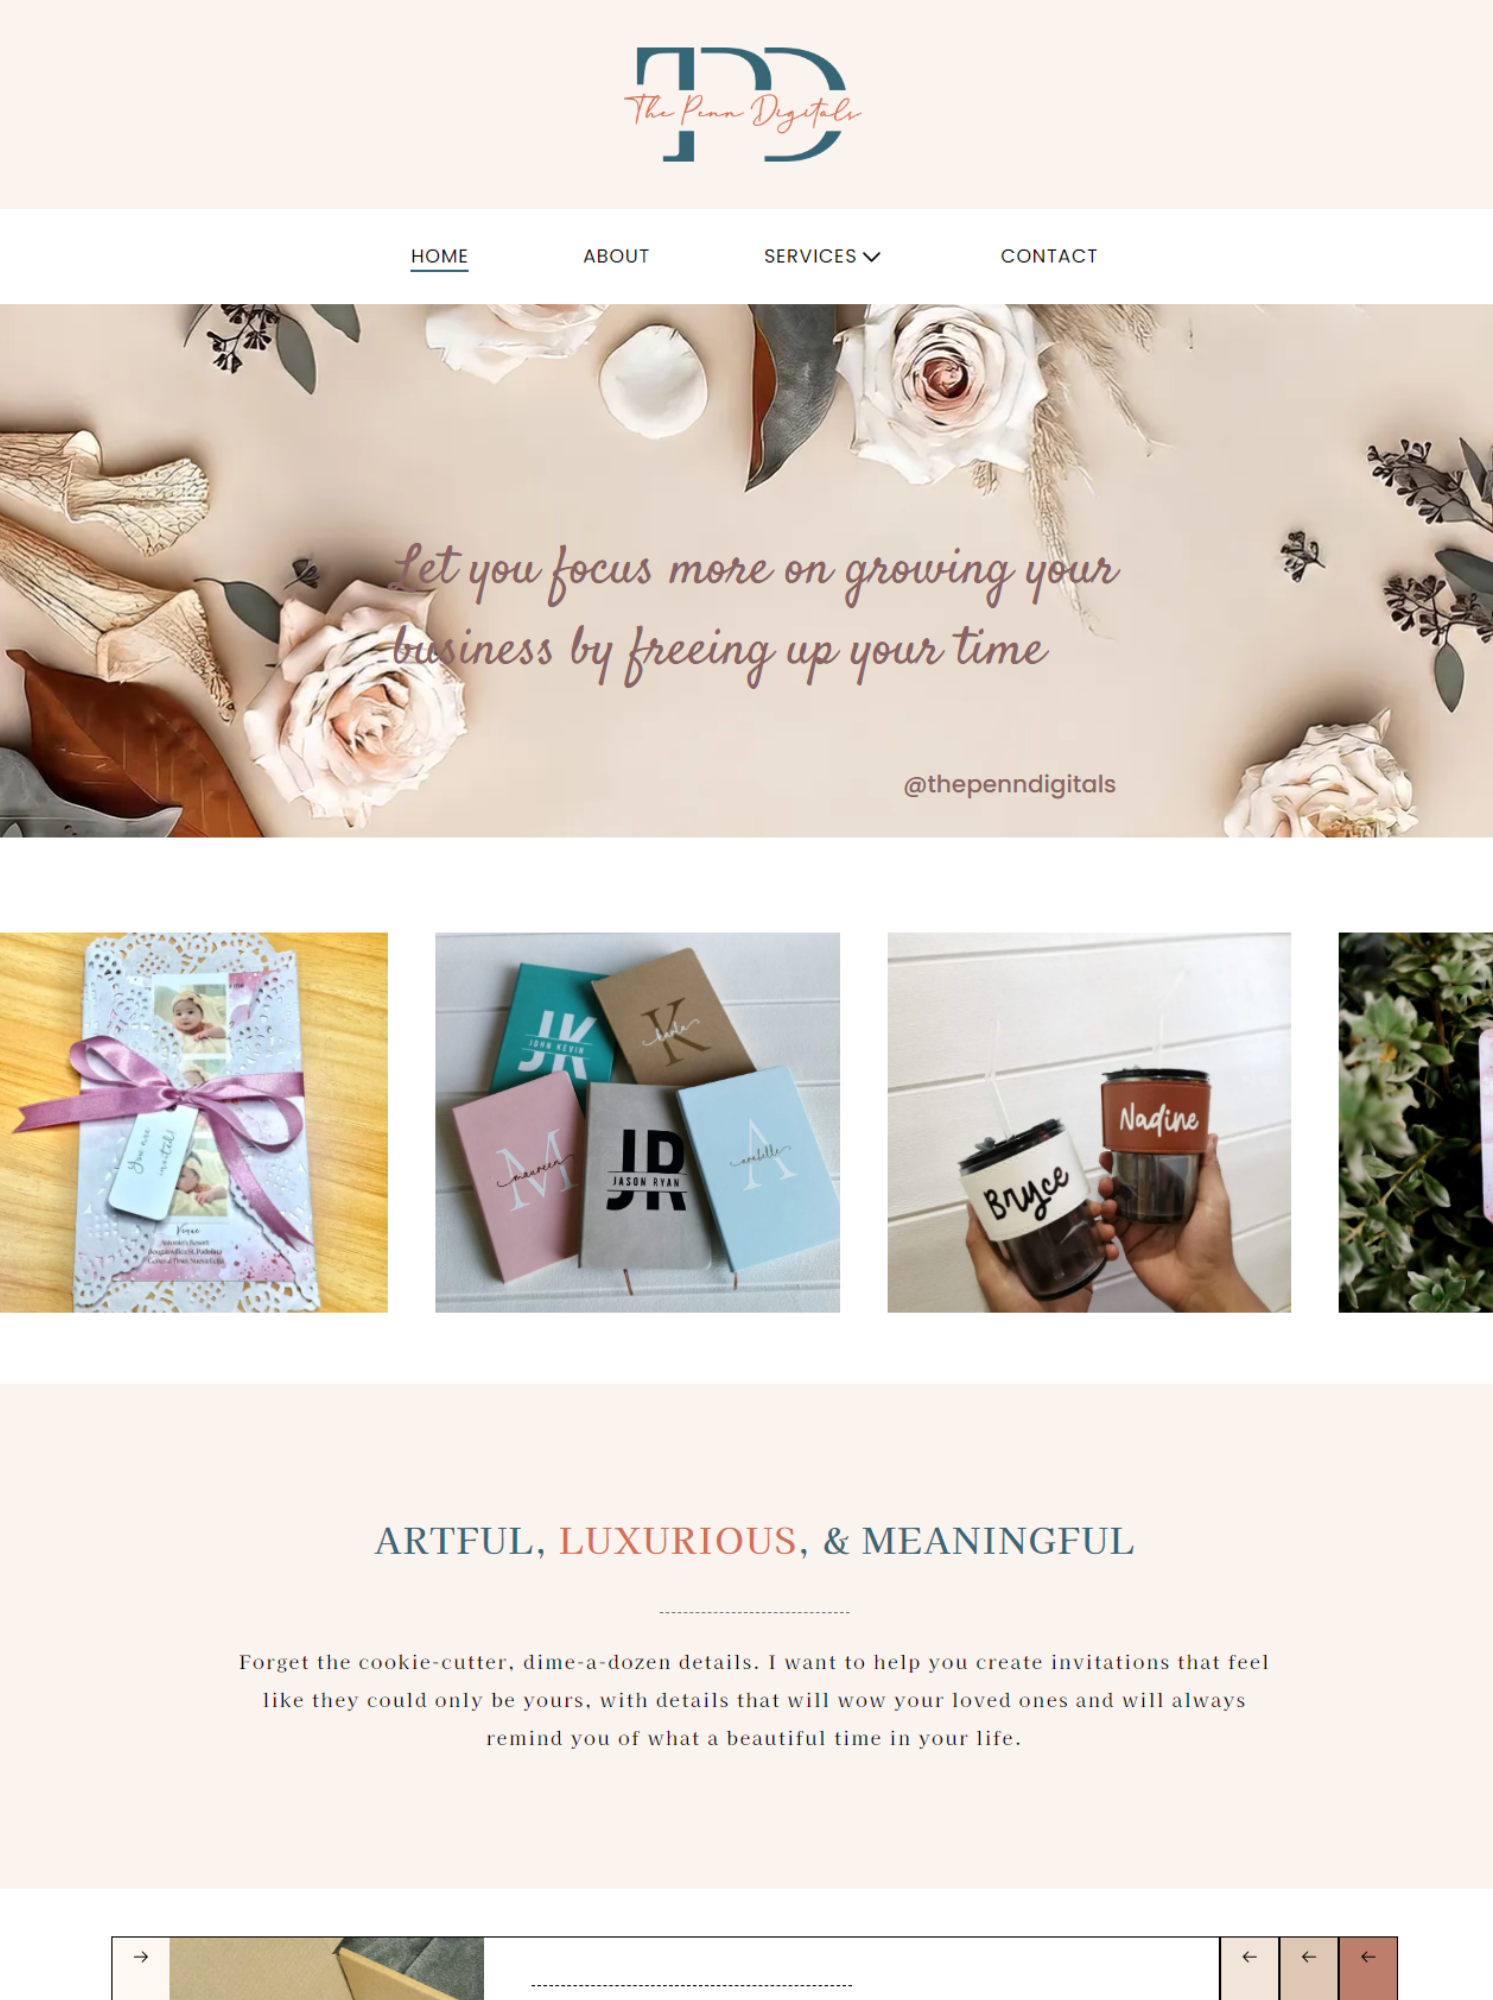 TPD
The Penn Digitals
HOME
ABOUT
SERVICES
CONTACT
Let you focus more on growing your
business by freeing up your time
@thepenndigitals
You are
invited!
Venue
Antonio's Resort
JK
JOHN KEVIN
K
karla
M
maureen
JR
JASON RYAN
A
arabelle
Bryce
Nadine
ARTFUL, LUXURIOUS, & MEANINGFUL
Forget the cookie-cutter, dime-a-dozen details. I want to help you create invitations that feel
like they could only be yours, with details that will wow your loved ones and will always
remind you of what a beautiful time in your life.